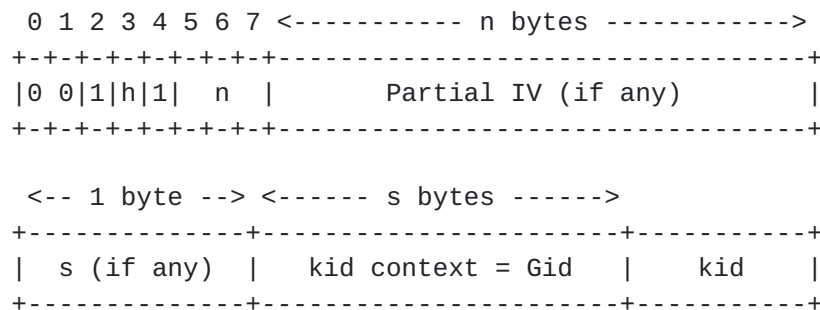 0 1 2 3 4 5 6 7 <----------- n bytes ------------>
+-+-+-+-+-+-+-+-+----------------------------------+
|0 0|1|h|1|  n  |       Partial IV (if any)        |
+-+-+-+-+-+-+-+-+----------------------------------+
 <-- 1 byte --> <------ s bytes ------>
+--------------+-----------------------+-----------+
|  s (if any)  |   kid context = Gid   |    kid    |
+--------------+-----------------------+-----------+